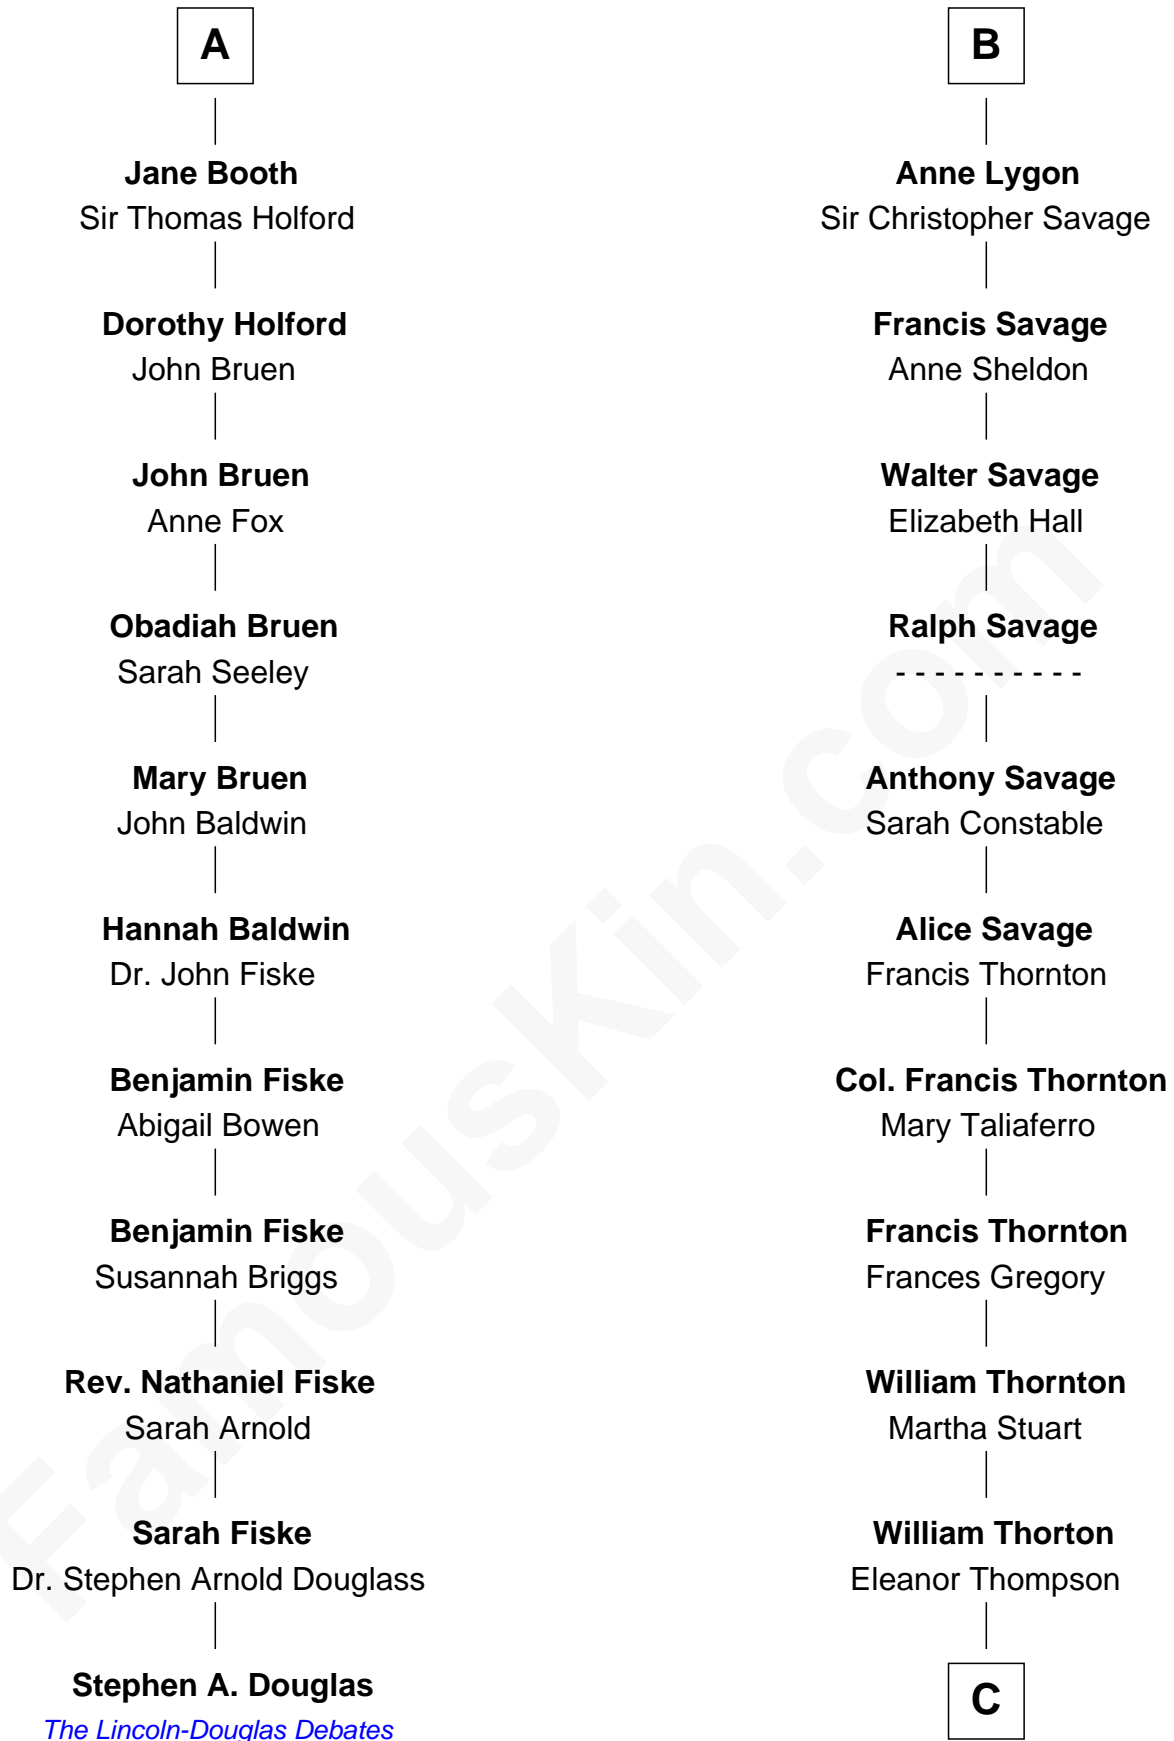 A
Jane Booth
Sir Thomas Holford
Dorothy Holford
John Bruen
John Bruen
Anne Fox
Obadiah Bruen
Sarah Seeley
Mary Bruen
John Baldwin
Hannah Baldwin
Dr. John Fiske
Benjamin Fiske
Abigail Bowen
Benjamin Fiske
Susannah Briggs
Rev. Nathaniel Fiske
Sarah Arnold
Sarah Fiske
Dr. Stephen Arnold Douglass
Stephen A. Douglas
The Lincoln-Douglas Debates
B
Anne Lygon
Sir Christopher Savage
Francis Savage
Anne Sheldon
Walter Savage
Elizabeth Hall
Ralph Savage
- - - - - - - - - -
Anthony Savage
Sarah Constable
Alice Savage
Francis Thornton
Col. Francis Thornton
Mary Taliaferro
Francis Thornton
Frances Gregory
William Thornton
Martha Stuart
William Thorton
Eleanor Thompson
C
FamousKin.com